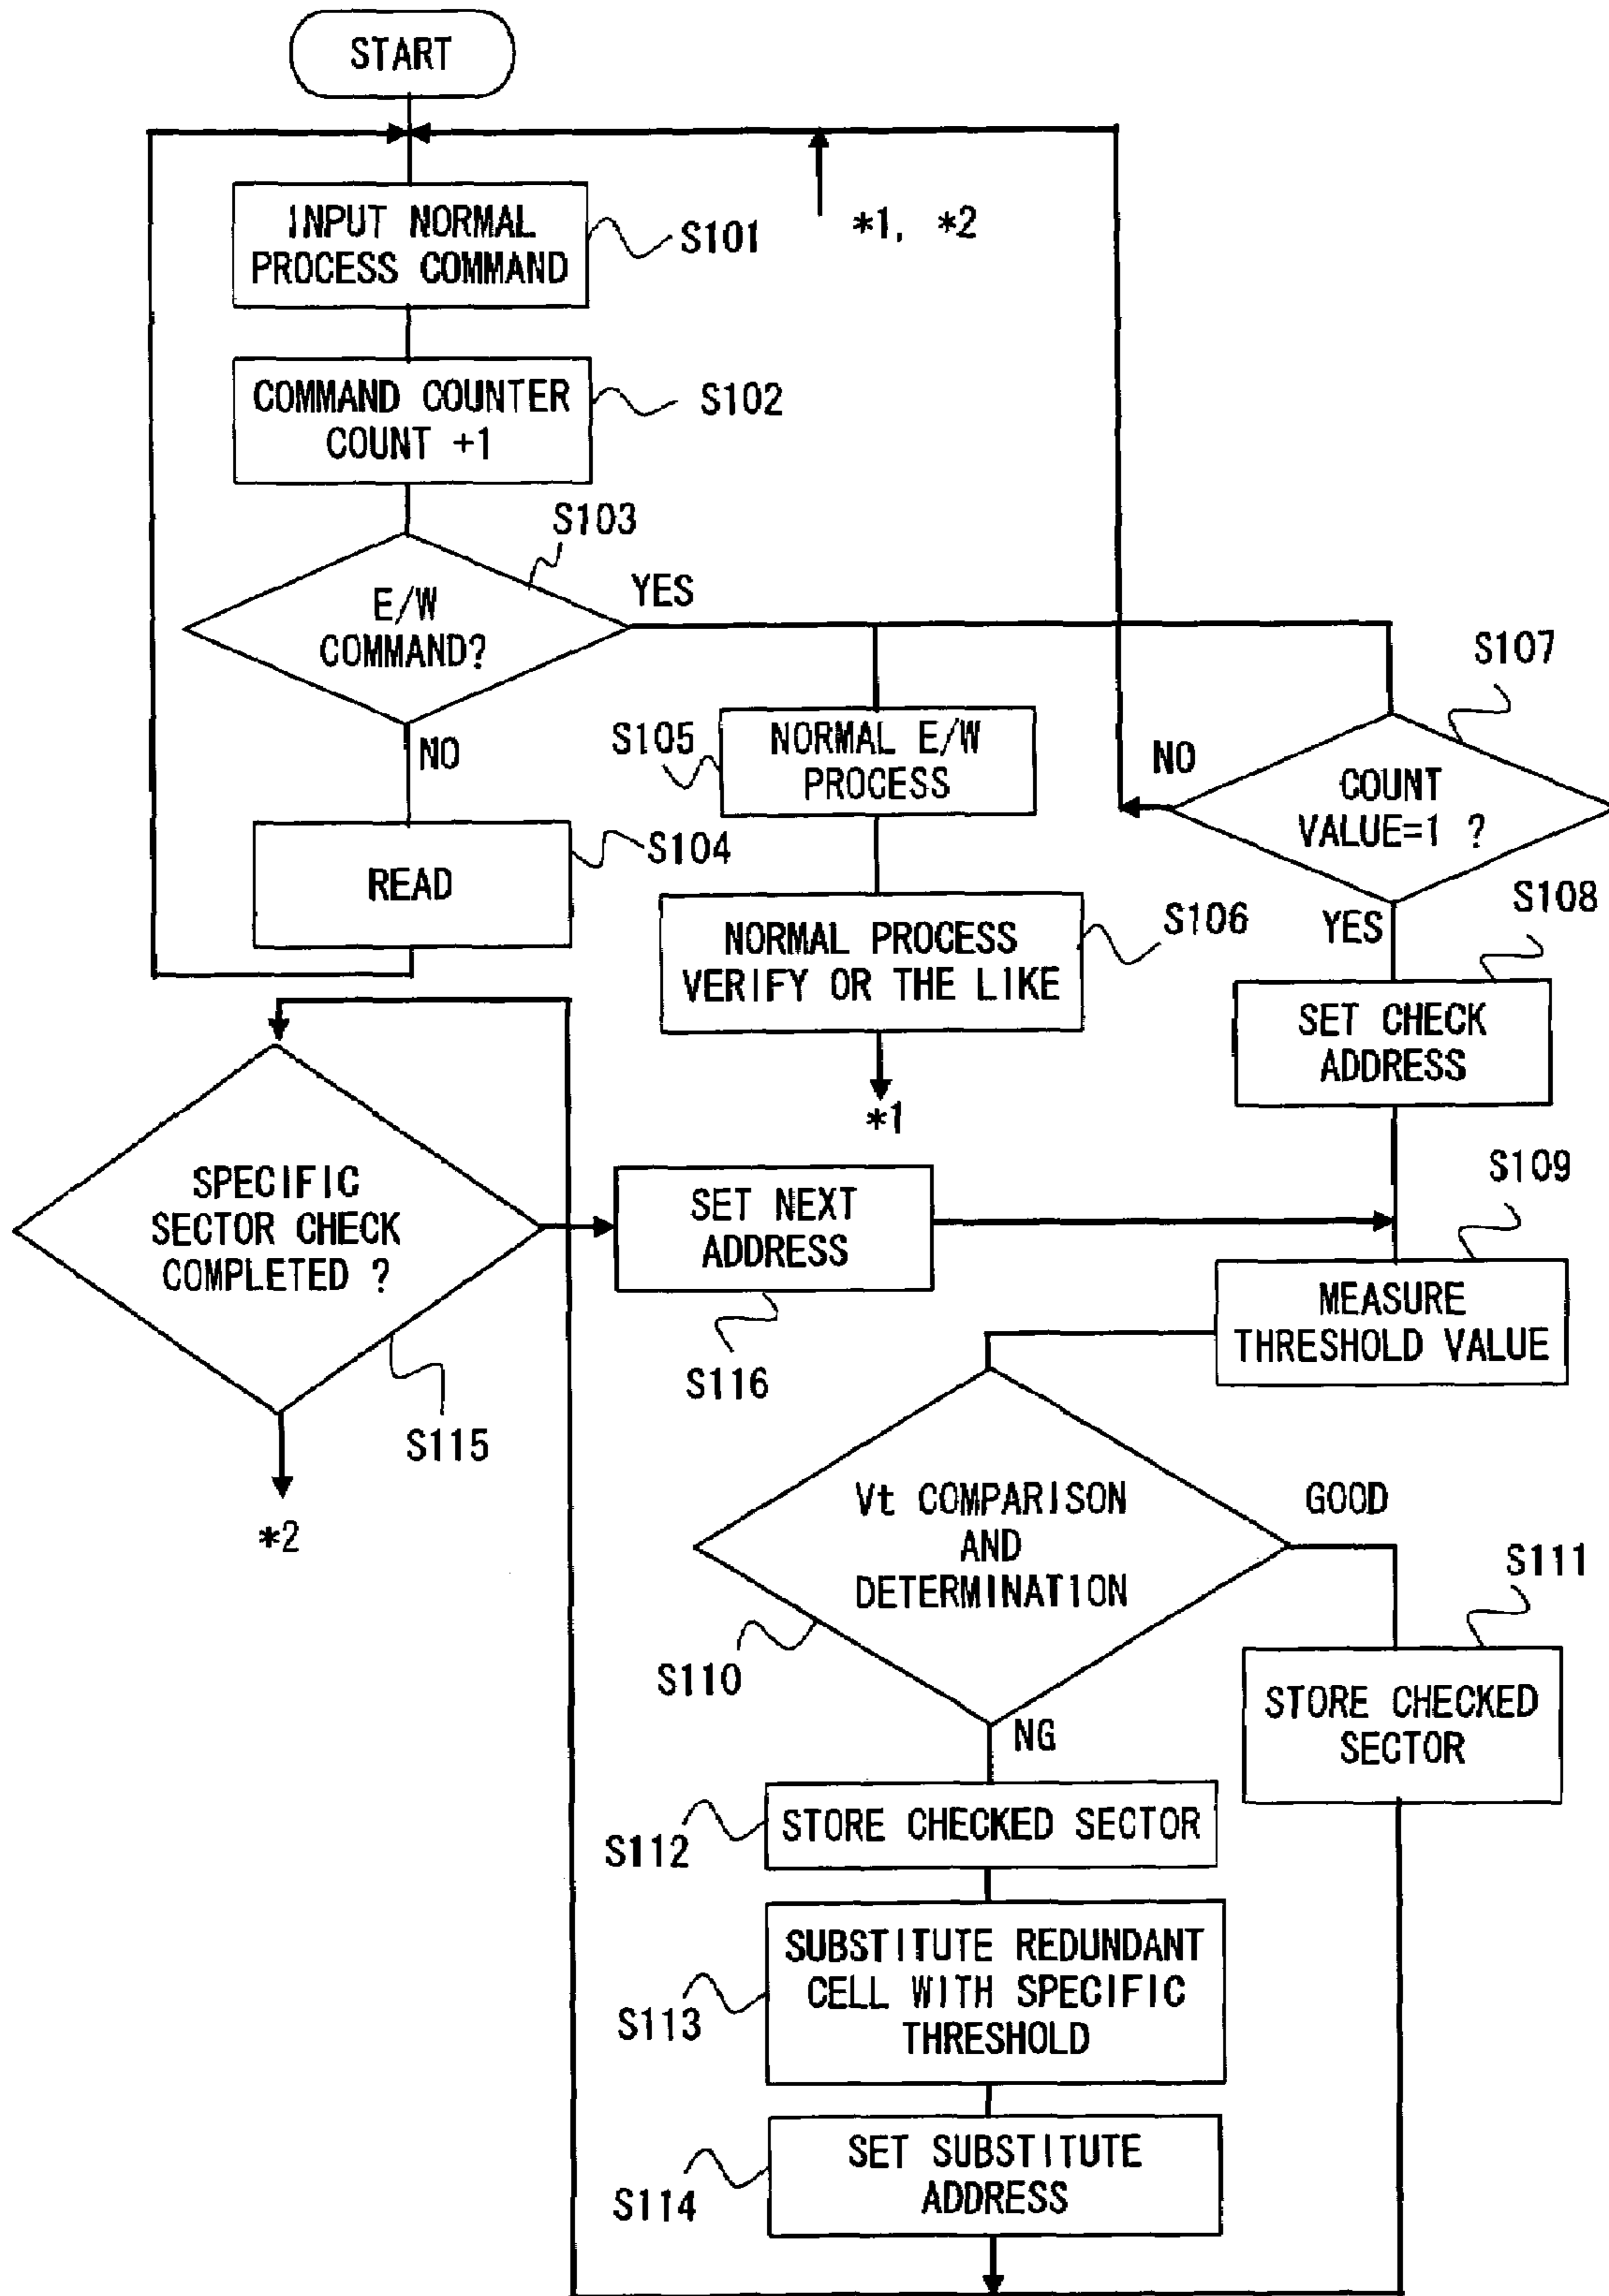 START
*1, *2
INPUT NORMAL
PROCESS COMMAND
S101
COMMAND COUNTER
COUNT +1
S102
S103
E/W
COMMAND?
YES
NO
S104
READ
S105
NORMAL E/W
PROCESS
NORMAL PROCESS
VERIFY OR THE LIKE
S106
*1
S107
NO
COUNT
VALUE=1 ?
YES
S108
SET CHECK
ADDRESS
S109
MEASURE
THRESHOLD VALUE
SPECIFIC
SECTOR CHECK
COMPLETED ?
S115
*2
SET NEXT
ADDRESS
S116
Vt COMPARISON
AND
DETERMINATION
S110
GOOD
S111
STORE CHECKED
SECTOR
NG
STORE CHECKED SECTOR
S112
SUBSTITUTE REDUNDANT
CELL WITH SPECIFIC
THRESHOLD
S113
SET SUBSTITUTE
ADDRESS
S114